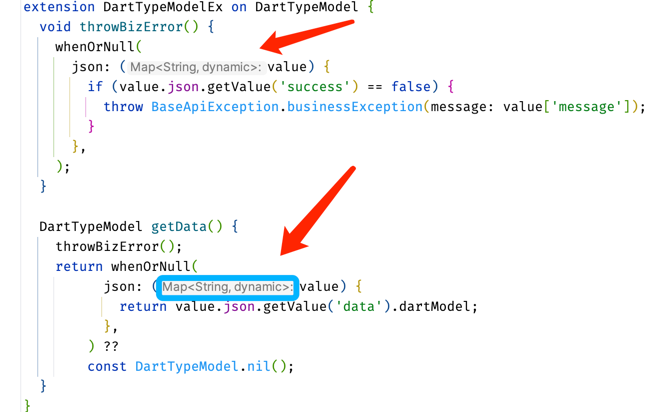 extension DartTypeModelEx on DartTypeModel {
void throwBizError() {
whenOrNull(
json: (Map<String, dynamic>: value) {
if (value.json.getValue('success') == false) {
throw BaseApiException.businessException(message: value['message']);
}
},
);
}
DartTypeModel getData() {
throwBizError();
return whenOrNull(
json: (Map<String, dynamic>: value) {
return value.json.getValue('data').dartModel;
},
) ??
const DartTypeModel.nil();
}
}